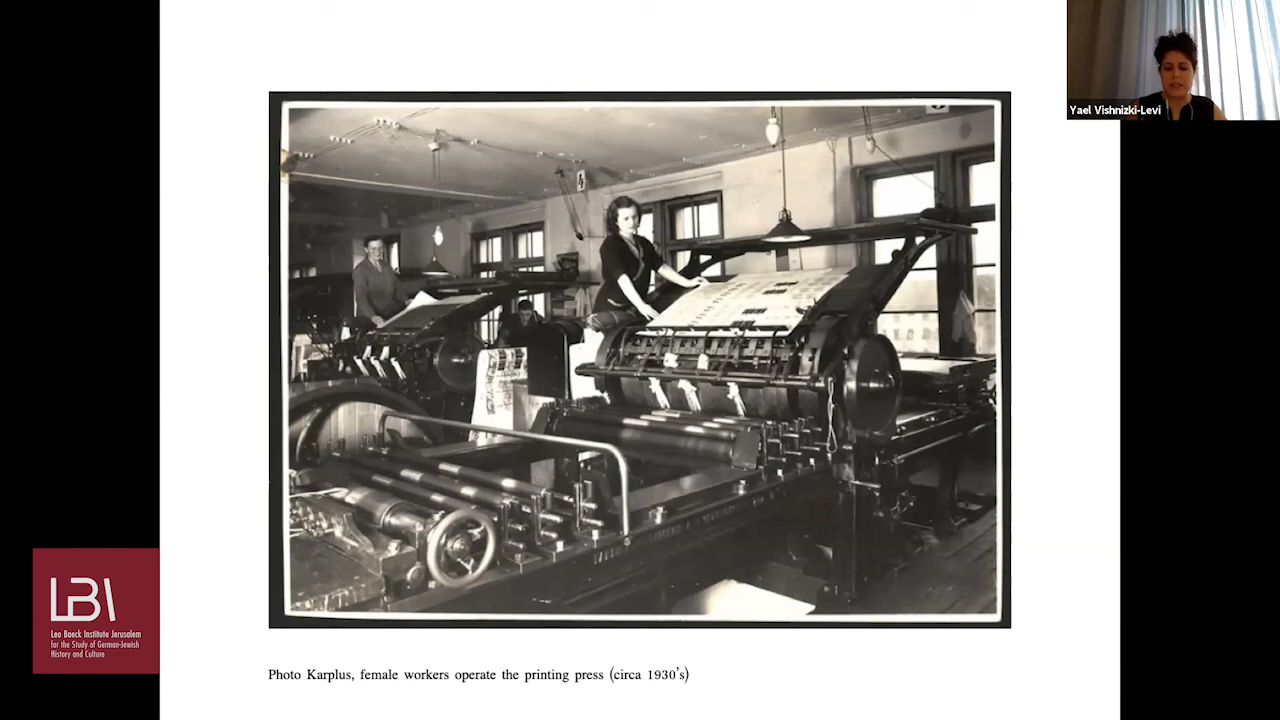 Yael Vishnizki-Levi
4
LBI
Leo Baeck Institute Jerusalem
for the Study of German-Jewish
History and Culture
Photo Karplus, female workers operate the printing press (circa 1930's)